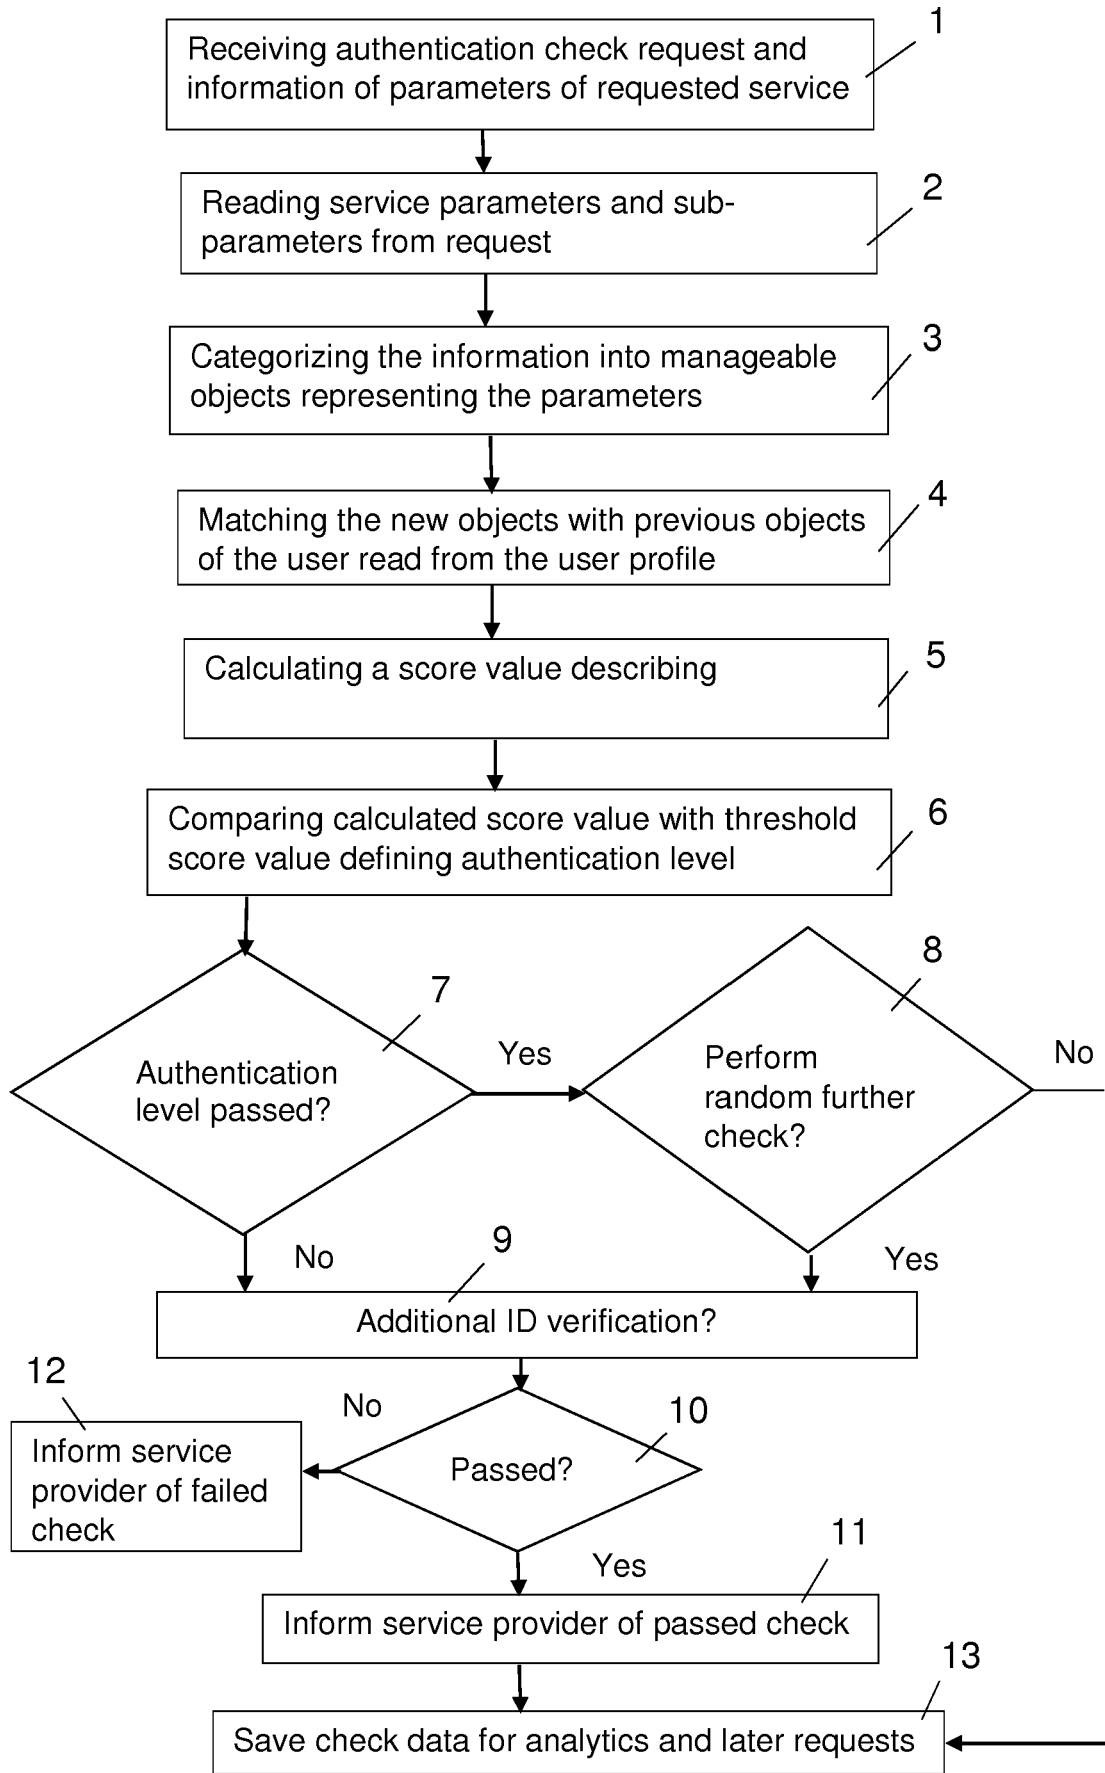 1
Receiving authentication check request and
information of parameters of requested service
2
Reading service parameters and sub-
parameters from request
3
Categorizing the information into manageable
objects representing the parameters
4
Matching the new objects with previous objects
of the user read from the user profile
5
Calculating a score value describing
6
Comparing calculated score value with threshold
score value defining authentication level
7
Authentication
level passed?
Yes
8
Perform
random further
check?
No
No
Yes
9
Additional ID verification?
12
Inform service
provider of failed
check
No
10
Passed?
Yes
11
Inform service provider of passed check
13
Save check data for analytics and later requests